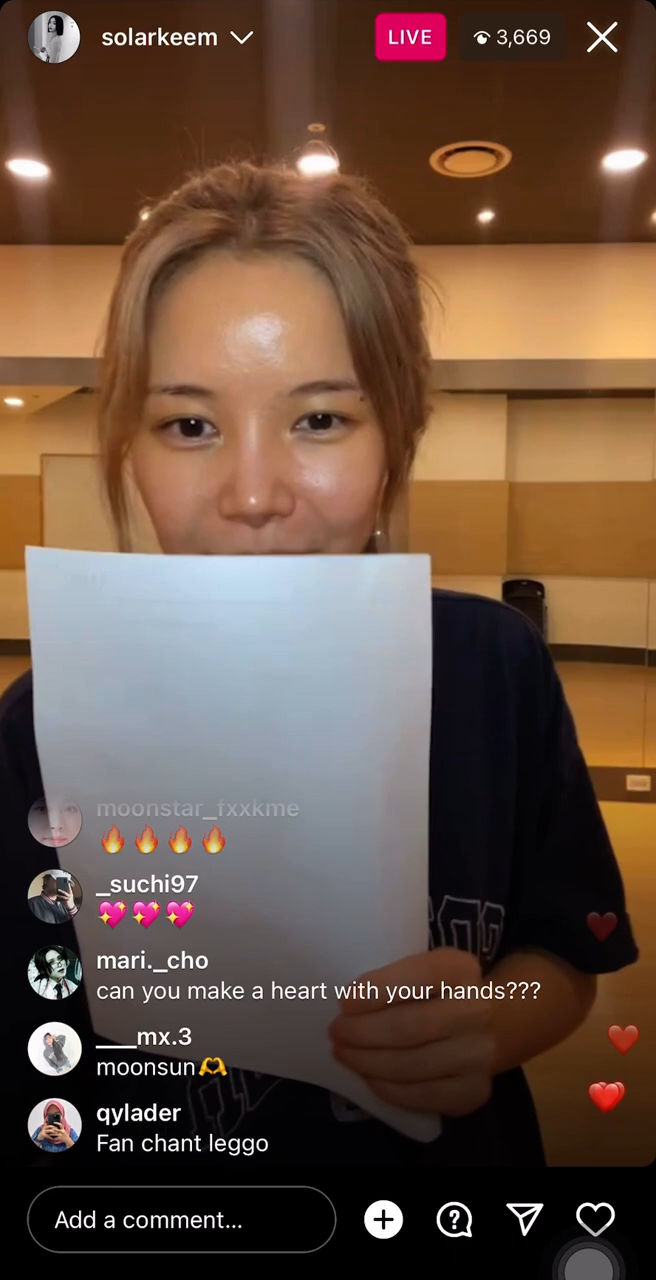 solarkeem
LIVE
3,669
moonstar_fxxkme
🔥🔥🔥🔥
_suchi97
💖💖💖
mari._cho
can you make a heart with your hands???
___mx.3
moonsun🫶
qylader
Fan chant leggo
Add a comment...